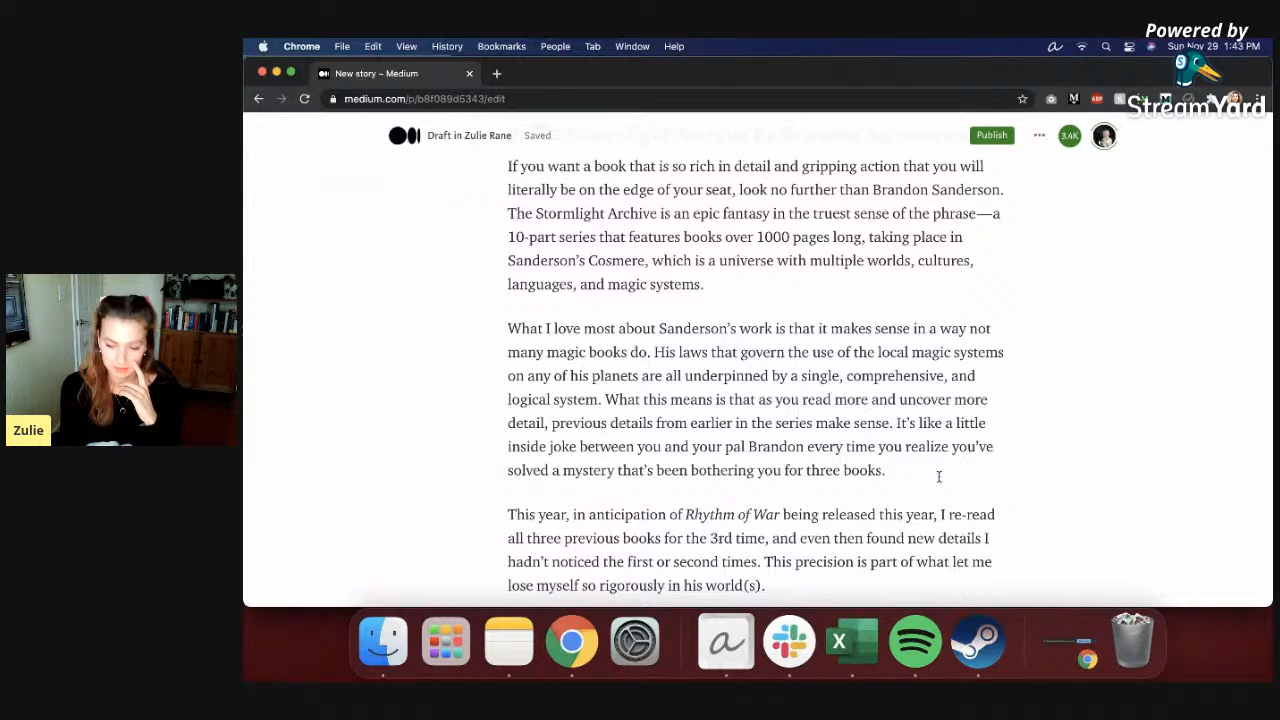 Powered by
StreamYard
Chrome File Edit View History Bookmarks People Tab Window Help
Sun Nov 29 1:43 PM
New story – Medium
medium.com/p/b8f089d6343/edit
Draft in Zulie Rane Saved
Publish
3.4K
If you want a book that is so rich in detail and gripping action that you will
literally be on the edge of your seat, look no further than Brandon Sanderson.
The Stormlight Archive is an epic fantasy in the truest sense of the phrase—a
10-part series that features books over 1000 pages long, taking place in
Sanderson’s Cosmere, which is a universe with multiple worlds, cultures,
languages, and magic systems.
What I love most about Sanderson’s work is that it makes sense in a way not
many magic books do. His laws that govern the use of the local magic systems
on any of his planets are all underpinned by a single, comprehensive, and
logical system. What this means is that as you read more and uncover more
detail, previous details from earlier in the series make sense. It’s like a little
inside joke between you and your pal Brandon every time you realize you’ve
solved a mystery that’s been bothering you for three books.
This year, in anticipation of Rhythm of War being released this year, I re-read
all three previous books for the 3rd time, and even then found new details I
hadn’t noticed the first or second times. This precision is part of what let me
lose myself so rigorously in his world(s).
Zulie